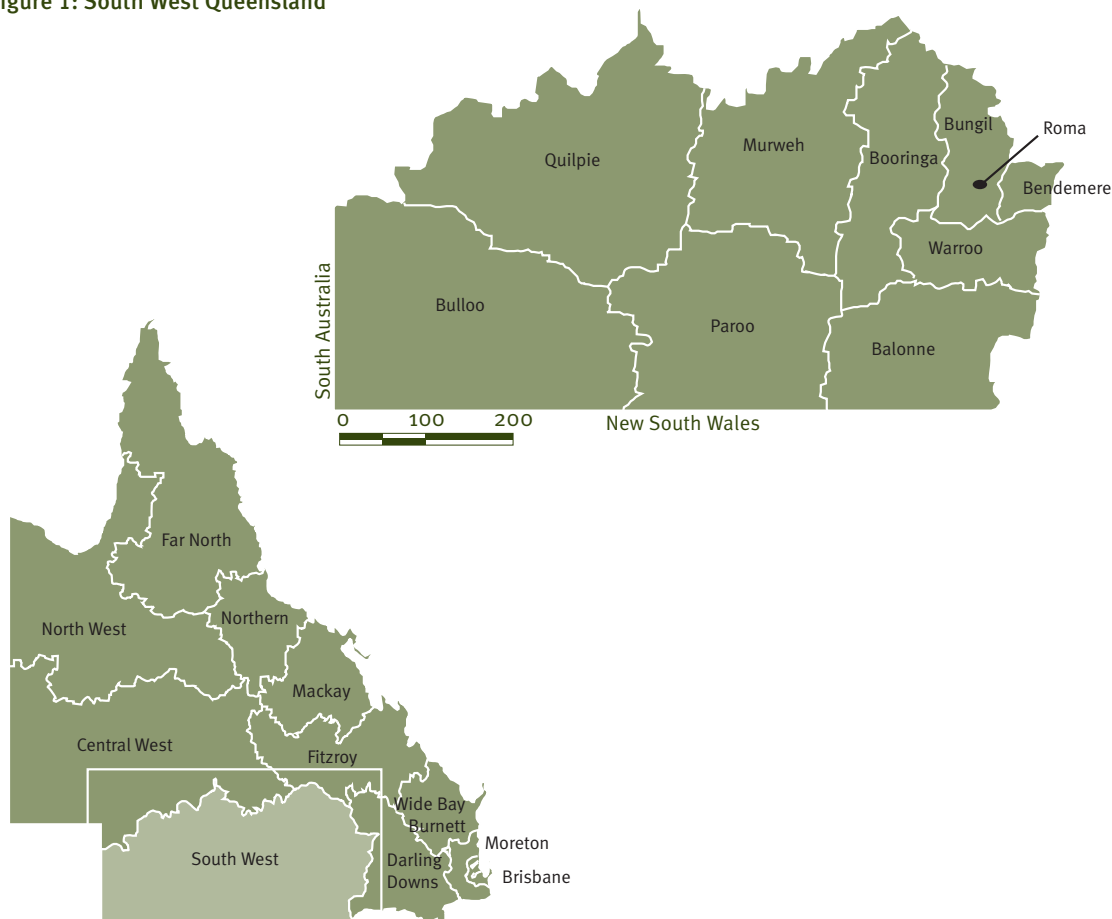 igure 1: South West Queensland
Quilpie
Murweh
Booringa
Bungil
Roma
Bendemere
Warroo
Bulloo
Paroo
Balonne
South Australia
0 100 200
New South Wales
Far North
Northern
North West
Mackay
Central West
Fitzroy
Wide Bay
Burnett
South West
Darling
Downs
Moreton
Brisbane